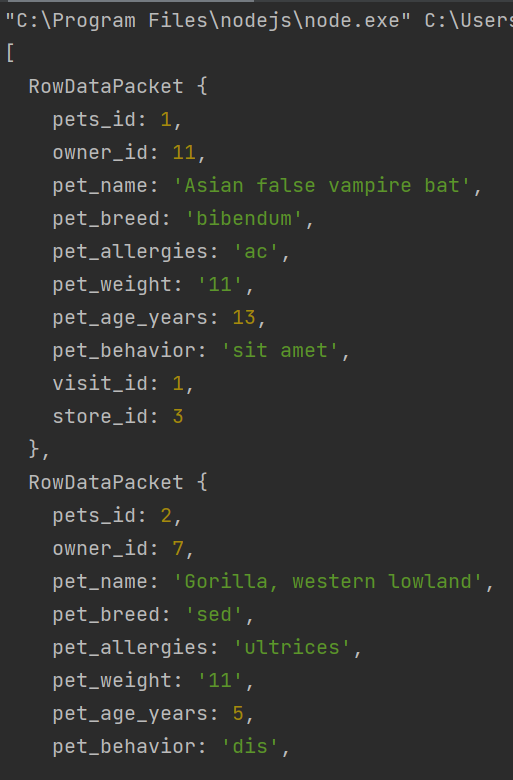 "C:\Program Files\nodejs\node.exe" C:\Users
[
  RowDataPacket {
    pets_id: 1,
    owner_id: 11,
    pet_name: 'Asian false vampire bat',
    pet_breed: 'bibendum',
    pet_allergies: 'ac',
    pet_weight: '11',
    pet_age_years: 13,
    pet_behavior: 'sit amet',
    visit_id: 1,
    store_id: 3
  },
  RowDataPacket {
    pets_id: 2,
    owner_id: 7,
    pet_name: 'Gorilla, western lowland',
    pet_breed: 'sed',
    pet_allergies: 'ultrices',
    pet_weight: '11',
    pet_age_years: 5,
    pet_behavior: 'dis',